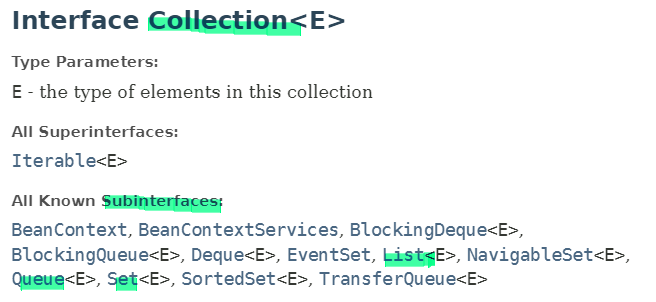 Interface Collection<E>
Type Parameters:
E - the type of elements in this collection
All Superinterfaces:
Iterable<E>
All Known Subinterfaces:
BeanContext, BeanContextServices, BlockingDeque<E>,
BlockingQueue<E>, Deque<E>, EventSet, List<E>, NavigableSet<E>,
Queue<E>, Set<E>, SortedSet<E>, TransferQueue<E>